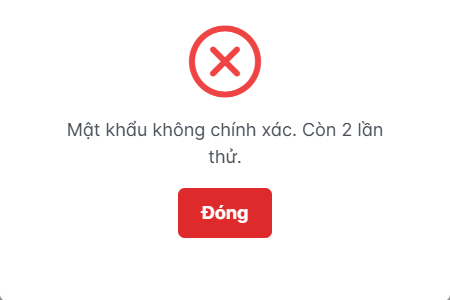 Mật khẩu không chính xác. Còn 2 lần
thử.
Đóng